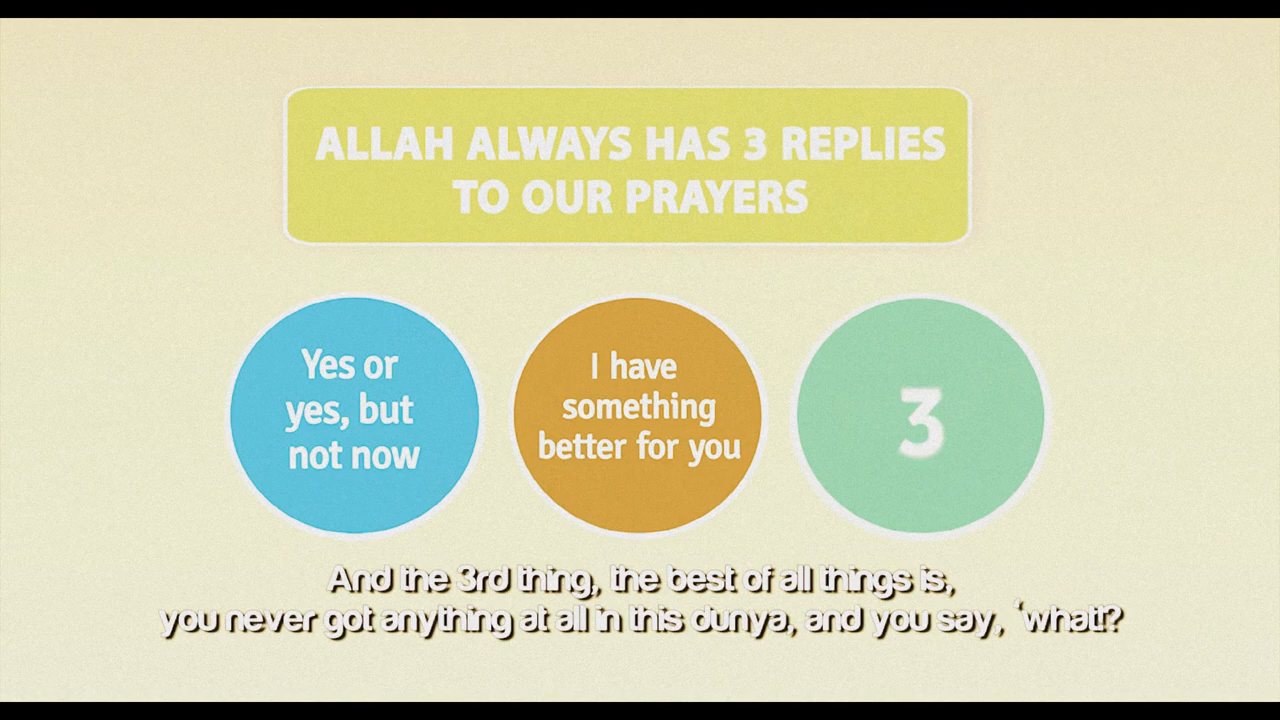 ALLAH ALWAYS HAS 3 REPLIES
TO OUR PRAYERS
Yes or
yes, but
not now
I have
something
better for you
3
And the 3rd thing, the best of all things is,
you never got anything at all in this dunya, and you say, ‘what!?